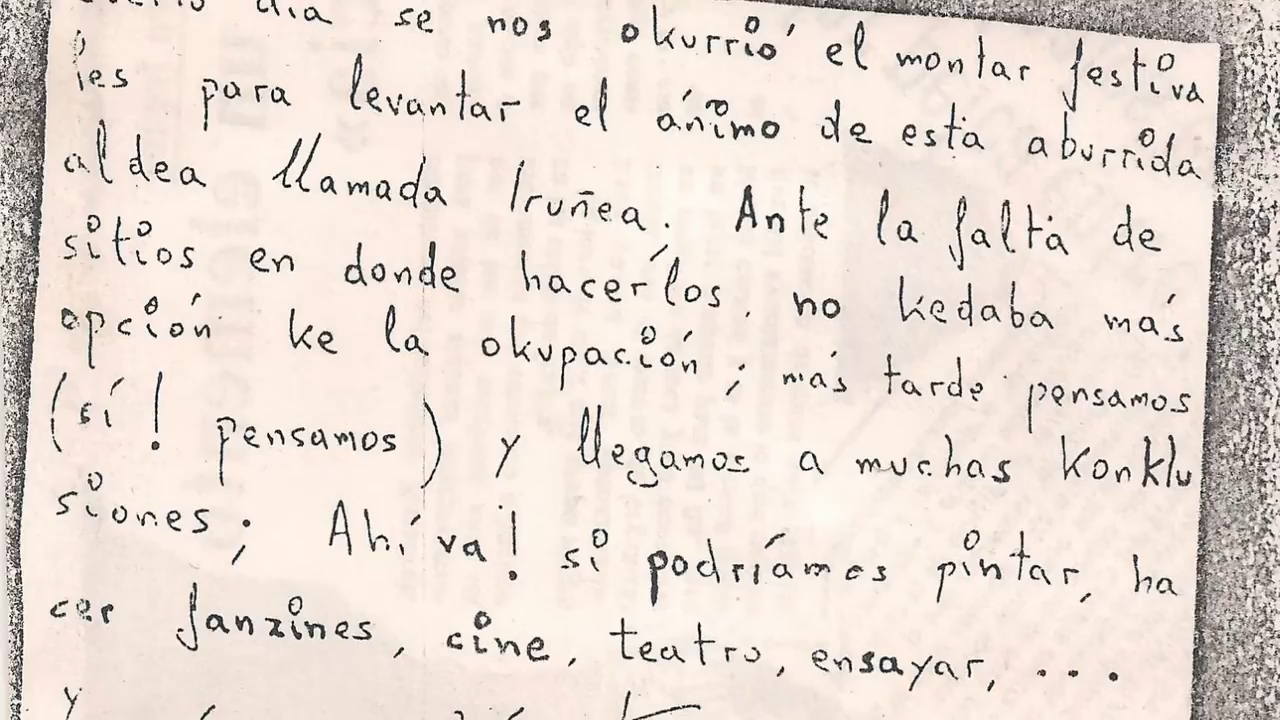 día se nos okurrió el montar festiva
les para levantar el ánimo de esta aburrida
aldea llamada Iruñea. Ante la falta de
sitios en donde hacerlos, no kedaba más
opción ke la okupación; más tarde pensamos
(sí! pensamos) y llegamos a muchas Konklu
siones; Ahí va! si podríamos pintar, ha
cer fanzines, cine, teatro, ensayar, ...
y